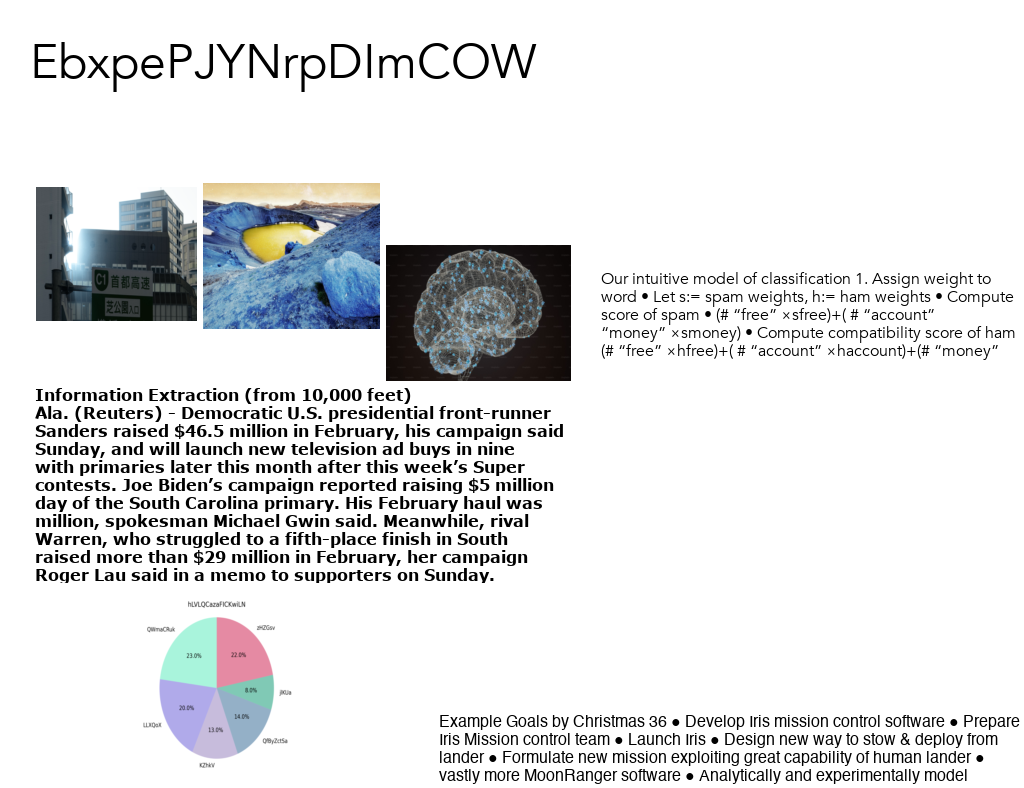 EbxpePJYNrpDImCOW
C1 首都高速
芝公園入口
Our intuitive model of classification 1. Assign weight to
word • Let s:= spam weights, h:= ham weights • Compute
score of spam • (# “free” ×sfree)+( # “account”
“money” ×smoney) • Compute compatibility score of ham
(# “free” ×hfree)+( # “account” ×haccount)+(# “money”
Information Extraction (from 10,000 feet)
Ala. (Reuters) - Democratic U.S. presidential front-runner
Sanders raised $46.5 million in February, his campaign said
Sunday, and will launch new television ad buys in nine
with primaries later this month after this week’s Super
contests. Joe Biden’s campaign reported raising $5 million
day of the South Carolina primary. His February haul was
million, spokesman Michael Gwin said. Meanwhile, rival
Warren, who struggled to a fifth-place finish in South
raised more than $29 million in February, her campaign
Roger Lau said in a memo to supporters on Sunday.
hLVLQCazaFICKwiLN
QWmaCRuk
zHZGsv
23.0%
22.0%
8.0%
jIKUa
20.0%
14.0%
LLXQoX
13.0%
QfByZctSa
KZhkV
Example Goals by Christmas 36 ● Develop Iris mission control software ● Prepare
Iris Mission control team ● Launch Iris ● Design new way to stow & deploy from
lander ● Formulate new mission exploiting great capability of human lander ●
vastly more MoonRanger software ● Analytically and experimentally model